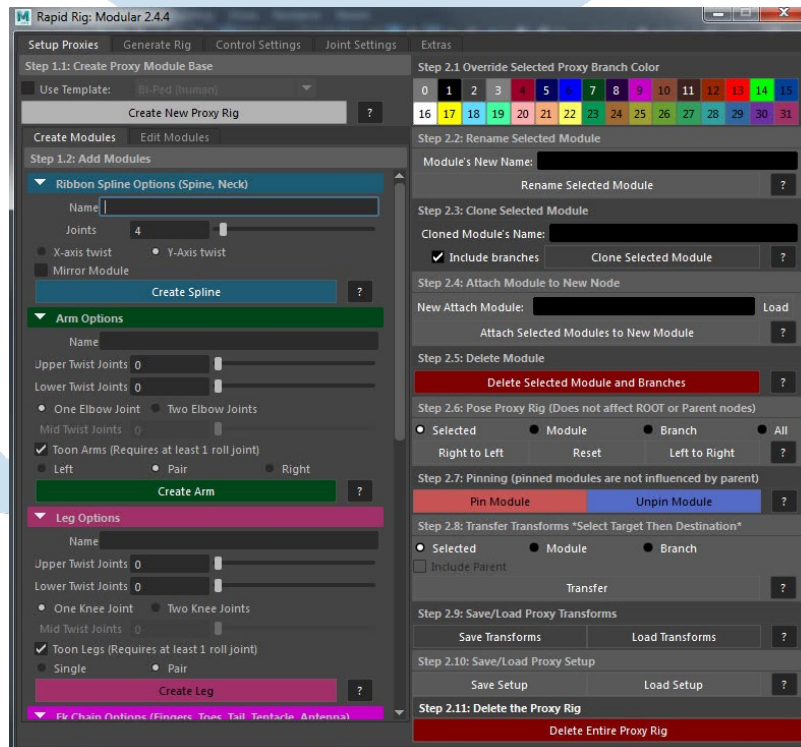 Rapid Rig: Modular 2.4.4
Setup Proxies Generate Rig Control Settings Joint Settings Extras
Step 1.1: Create Proxy Module Base
Use Template: Bi-Ped (human)
Create New Proxy Rig ?
Create Modules Edit Modules
Step 1.2: Add Modules
Ribbon Spline Options (Spine, Neck)
Name
Joints 4
X-axis twist Y-Axis twist
Mirror Module
Create Spline ?
Arm Options
Name
Upper Twist Joints 0
Lower Twist Joints 0
One Elbow Joint Two Elbow Joints
Mid Twist Joints 0
Toon Arms (Requires at least 1 roll joint)
Left Pair Right
Create Arm ?
Leg Options
Name
Upper Twist Joints 0
Lower Twist Joints 0
One Knee Joint Two Knee Joints
Mid Twist Joints 0
Toon Legs (Requires at least 1 roll joint)
Single Pair
Create Leg ?
Fk Chain Options (Fingers, Toes, Tail, Tentacle, Antenna)
Step 2.1 Override Selected Proxy Branch Color
0 1 2 3 4 5 6 7 8 9 10 11 12 13 14 15
16 17 18 19 20 21 22 23 24 25 26 27 28 29 30 31
Step 2.2: Rename Selected Module
Module's New Name:
Rename Selected Module ?
Step 2.3: Clone Selected Module
Cloned Module's Name:
Include branches Clone Selected Module ?
Step 2.4: Attach Module to New Node
New Attach Module: Load
Attach Selected Modules to New Module ?
Step 2.5: Delete Module
Delete Selected Module and Branches ?
Step 2.6: Pose Proxy Rig (Does not affect ROOT or Parent nodes)
Selected Module Branch All
Right to Left Reset Left to Right ?
Step 2.7: Pinning (pinned modules are not influenced by parent)
Pin Module Unpin Module ?
Step 2.8: Transfer Transforms *Select Target Then Destination*
Selected Module Branch
Include Parent
Transfer ?
Step 2.9: Save/Load Proxy Transforms
Save Transforms Load Transforms ?
Step 2.10: Save/Load Proxy Setup
Save Setup Load Setup ?
Step 2.11: Delete the Proxy Rig
Delete Entire Proxy Rig